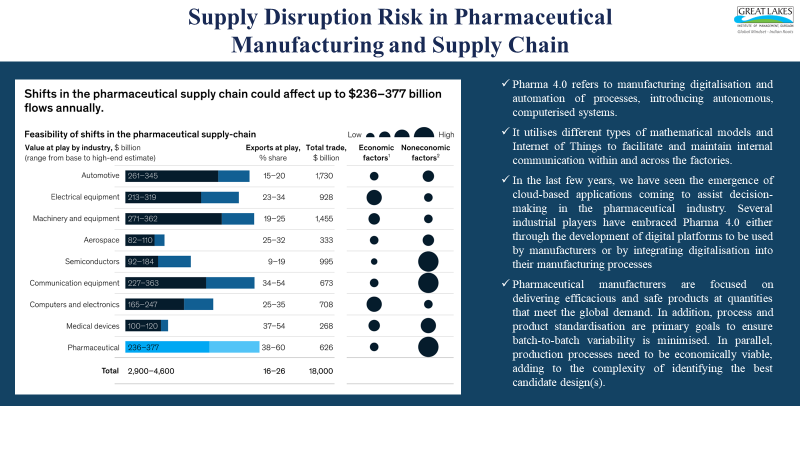 Supply Disruption Risk in Pharmaceutical
Manufacturing and Supply Chain
GREAT LAKES
INSTITUTE OF MANAGEMENT, GURGAON
Global Mindset - Indian Roots
Shifts in the pharmaceutical supply chain could affect up to $236–377 billion
flows annually.
Feasibility of shifts in the pharmaceutical supply-chain
Low High
Value at play by industry, $ billion
(range from base to high-end estimate)
Exports at play,
% share
Total trade,
$ billion
Economic
factors¹
Noneconomic
factors²
Automotive 261–345 15–20 1,730
Electrical equipment 213–319 23–34 928
Machinery and equipment 271–362 19–25 1,455
Aerospace 82–110 25–32 333
Semiconductors 92–184 9–19 995
Communication equipment 227–363 34–54 673
Computers and electronics 165–247 25–35 708
Medical devices 100–120 37–54 268
Pharmaceutical 236–377 38–60 626
Total 2,900–4,600 16–26 18,000
✓ Pharma 4.0 refers to manufacturing digitalisation and
automation of processes, introducing autonomous,
computerised systems.
✓ It utilises different types of mathematical models and
Internet of Things to facilitate and maintain internal
communication within and across the factories.
✓ In the last few years, we have seen the emergence of
cloud-based applications coming to assist decision-
making in the pharmaceutical industry. Several
industrial players have embraced Pharma 4.0 either
through the development of digital platforms to be used
by manufacturers or by integrating digitalisation into
their manufacturing processes
✓ Pharmaceutical manufacturers are focused on
delivering efficacious and safe products at quantities
that meet the global demand. In addition, process and
product standardisation are primary goals to ensure
batch-to-batch variability is minimised. In parallel,
production processes need to be economically viable,
adding to the complexity of identifying the best
candidate design(s).